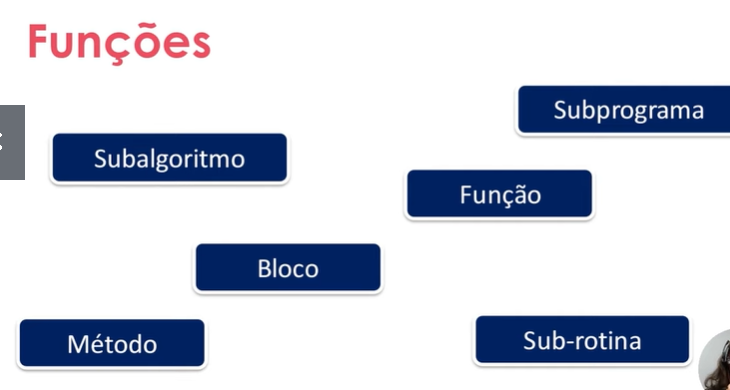 Funções
Subprograma
Subalgoritmo
Função
Bloco
Método
Sub-rotina